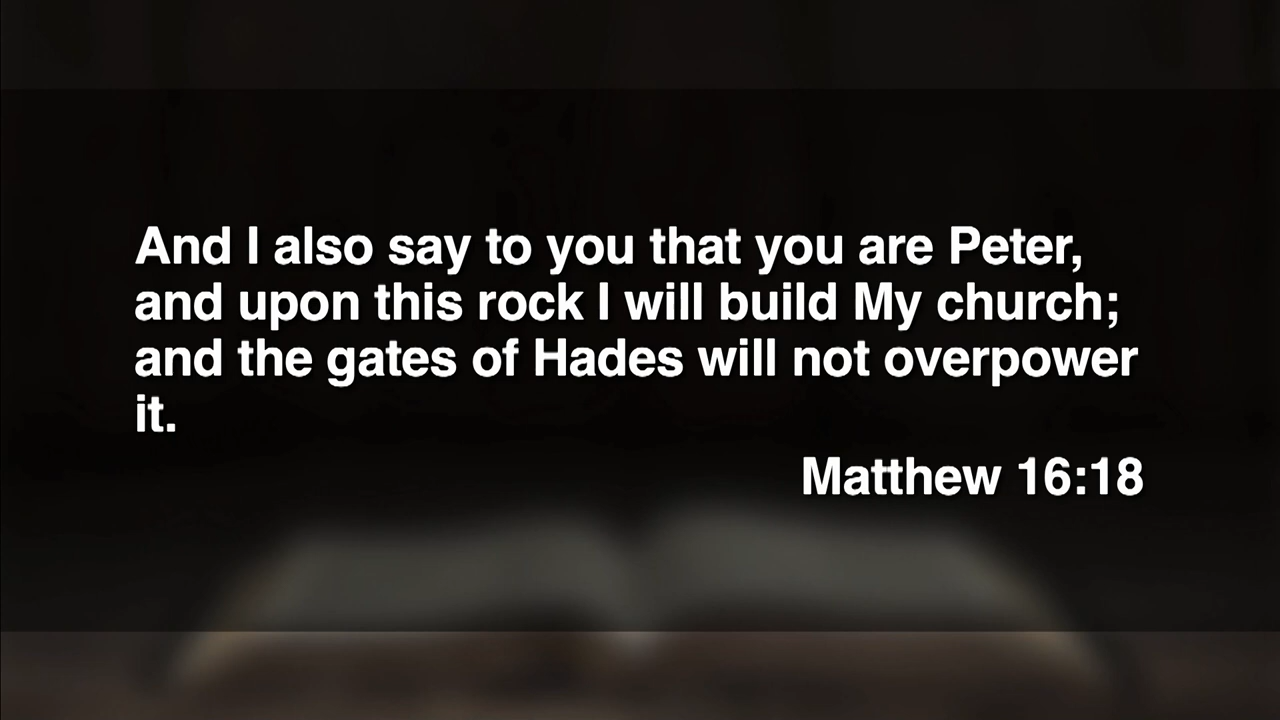 And I also say to you that you are Peter,
and upon this rock I will build My church;
and the gates of Hades will not overpower
it.
Matthew 16:18